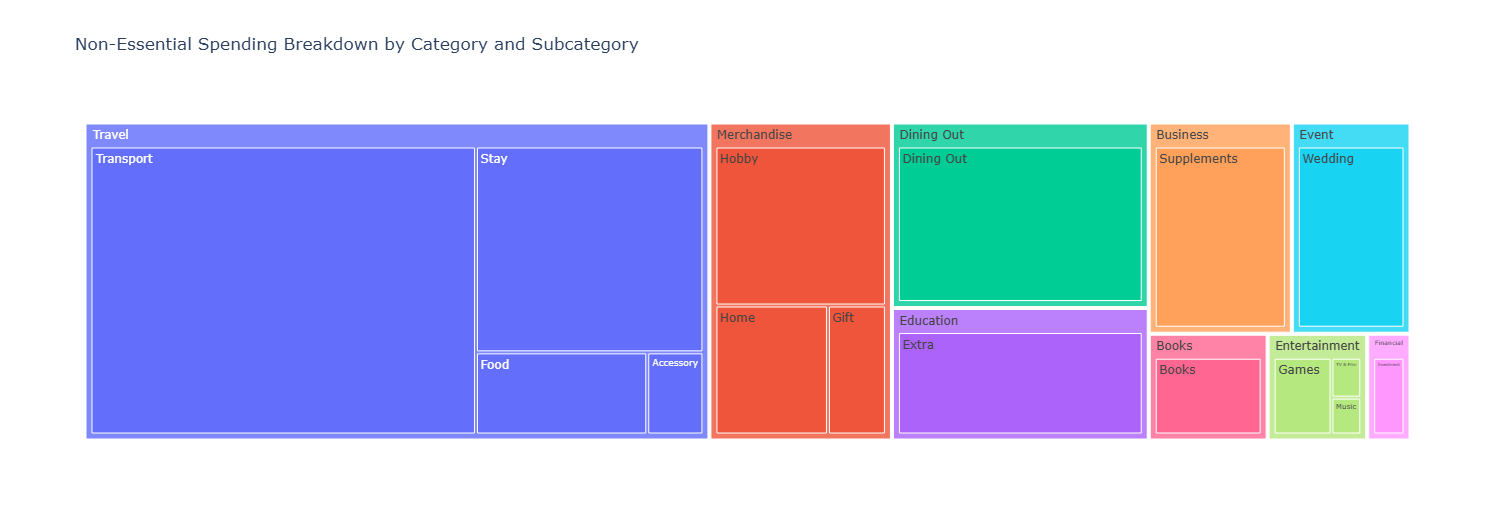 Non-Essential Spending Breakdown by Category and Subcategory
Travel
Transport
Stay
Food
Accessory
Merchandise
Hobby
Home
Gift
Dining Out
Dining Out
Education
Extra
Business
Supplements
Event
Wedding
Books
Books
Entertainment
Games
TV & Film
Music
Financial
Investment